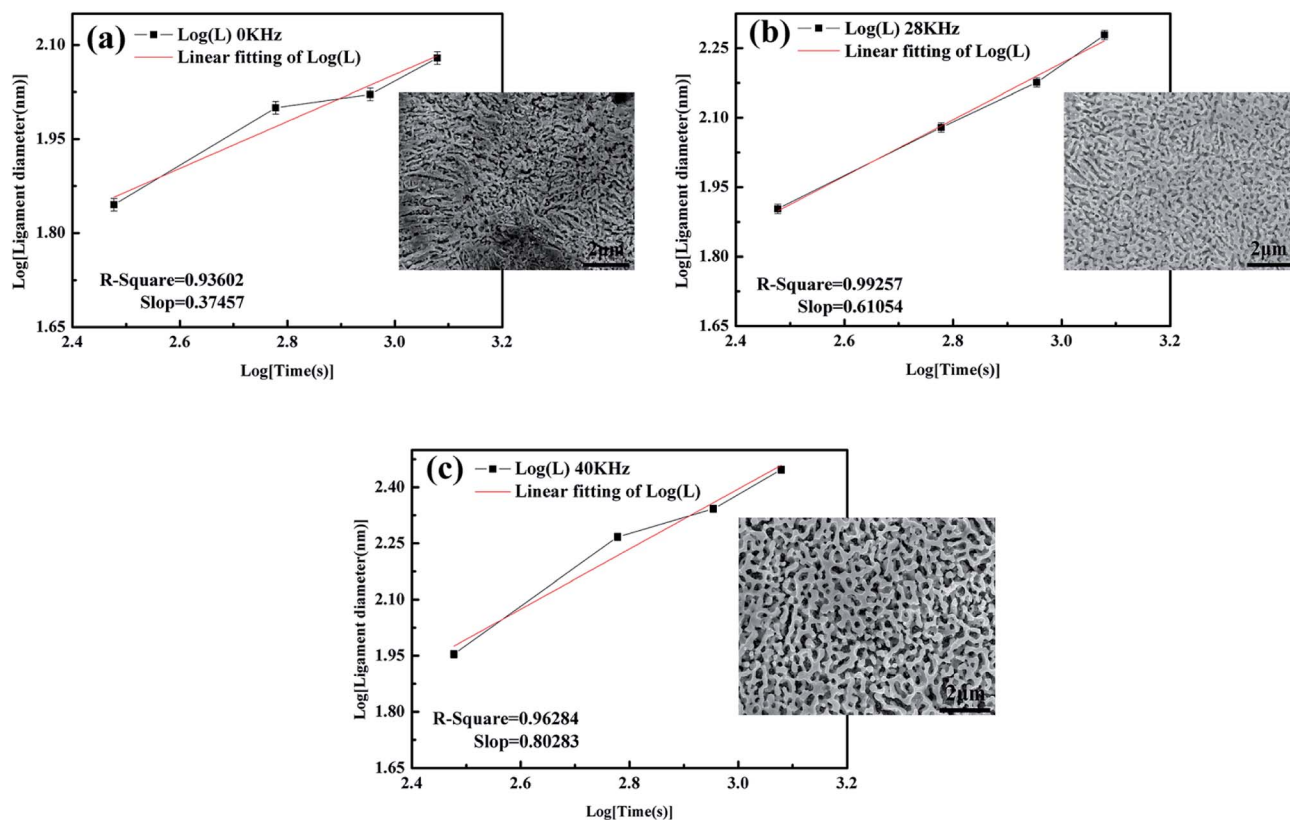 (a)
Log(L) 0KHz
Linear fitting of Log(L)
Log[Ligament diameter(nm)]
2.10
1.95
1.80
1.65
R-Square=0.93602
Slop=0.37457
2μm
2.4 2.6 2.8 3.0 3.2
Log[Time(s)]
(b)
Log(L) 28KHz
Linear fitting of Log(L)
Log[Ligament diameter(nm)]
2.25
2.10
1.95
1.80
1.65
R-Square=0.99257
Slop=0.61054
2μm
2.4 2.6 2.8 3.0 3.2
Log[Time(s)]
(c)
Log(L) 40KHz
Linear fitting of Log(L)
Log[Ligament diameter(nm)]
2.40
2.25
2.10
1.95
1.80
1.65
R-Square=0.96284
Slop=0.80283
2μm
2.4 2.6 2.8 3.0 3.2
Log[Time(s)]